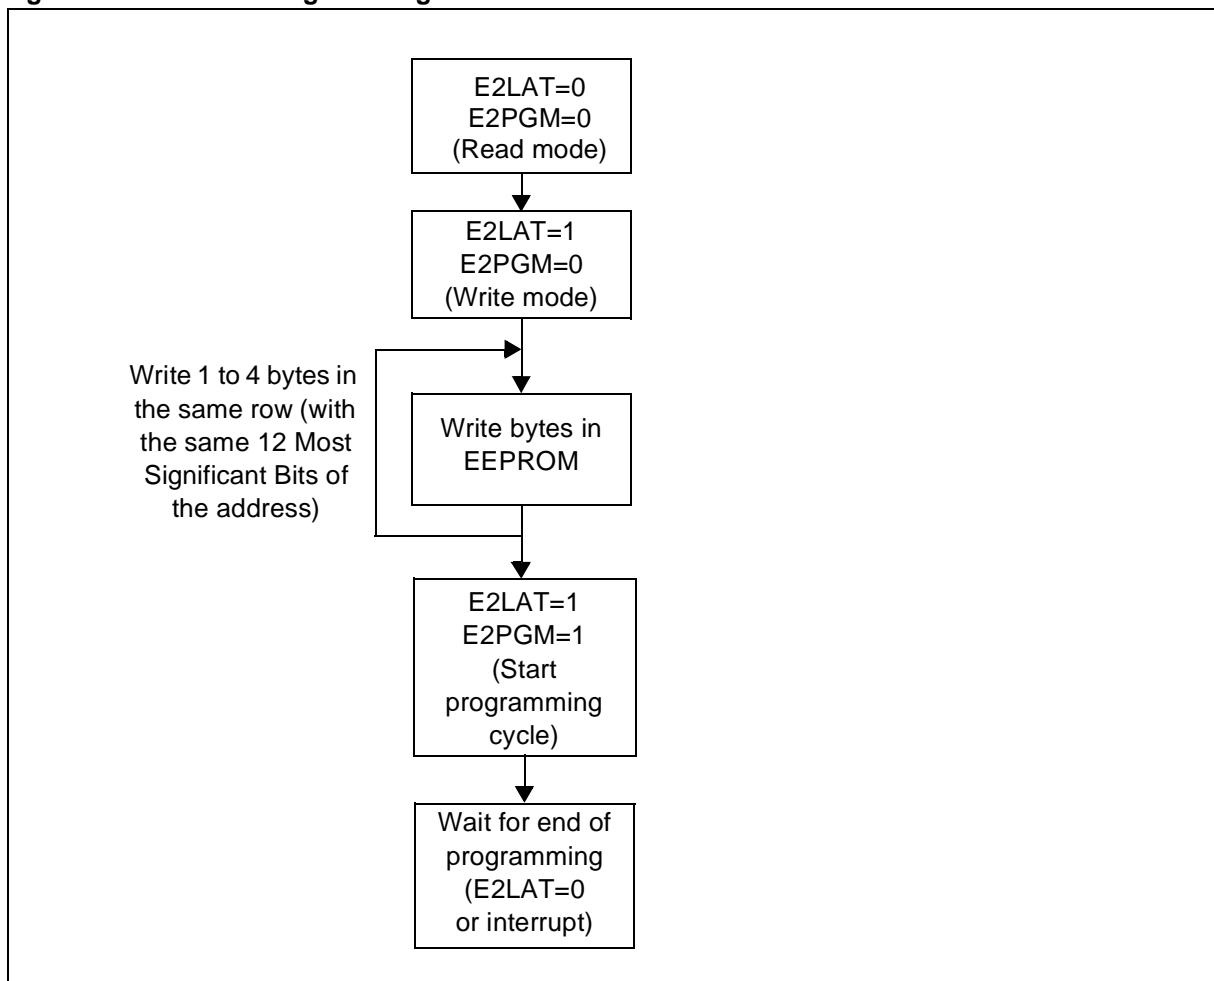 E2LAT=0
E2PGM=0
(Read mode)
E2LAT=1
E2PGM=0
(Write mode)
Write 1 to 4 bytes in
the same row (with
the same 12 Most
Significant Bits of
the address)
Write bytes in
EEPROM
E2LAT=1
E2PGM=1
(Start
programming
cycle)
Wait for end of
programming
(E2LAT=0
or interrupt)